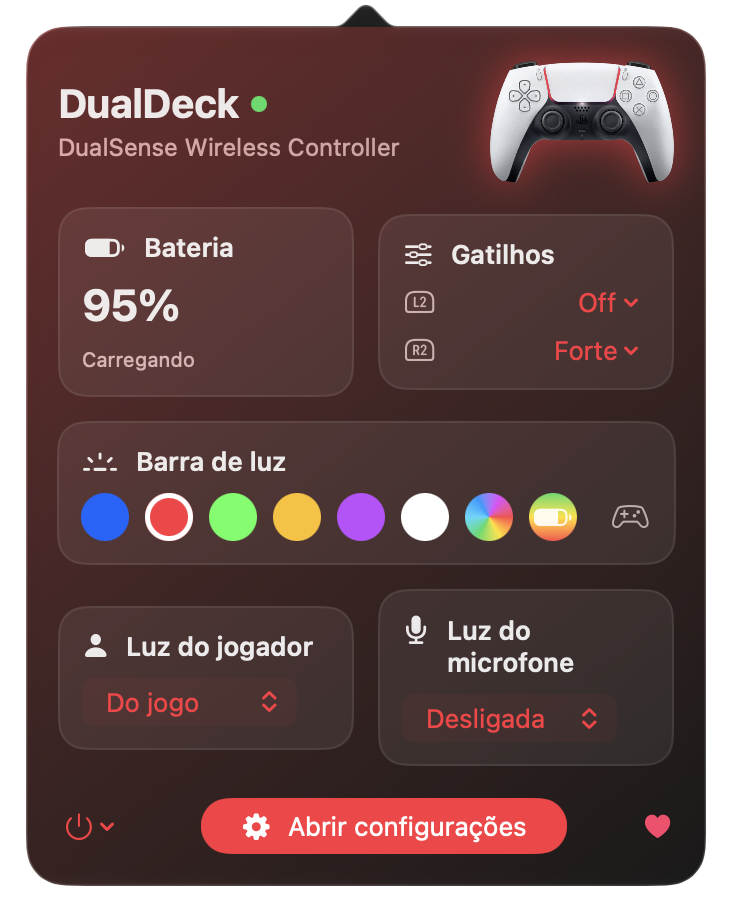 DualDeck
DualSense Wireless Controller
Bateria
95%
Carregando
Gatilhos
L2
Off
R2
Forte
Barra de luz
Luz do jogador
Do jogo
Luz do
microfone
Desligada
Abrir configurações